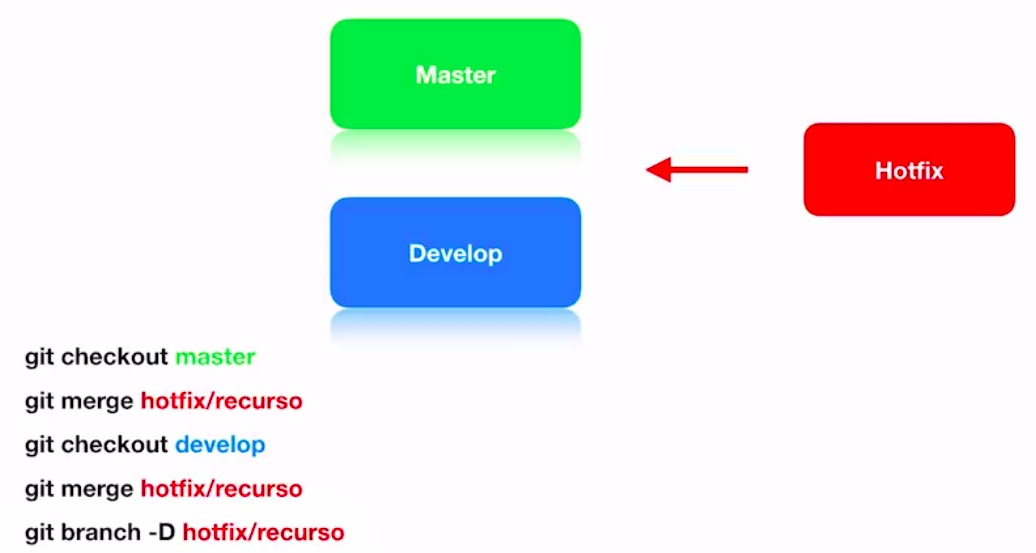 Master
Hotfix
Develop
git checkout master
git merge hotfix/recurso
git checkout develop
git merge hotfix/recurso
git branch -D hotfix/recurso